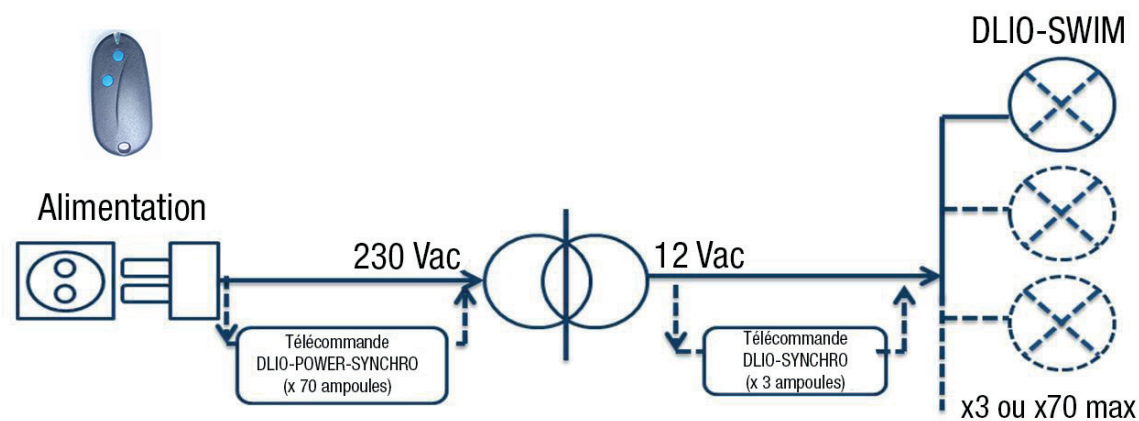 DLIO-SWIM
Alimentation
230 Vac
12 Vac
Télécommande
DLIO-POWER-SYNCHRO
(x 70 ampoules)
Télécommande
DLIO-SYNCHRO
(x 3 ampoules)
x3 ou x70 max